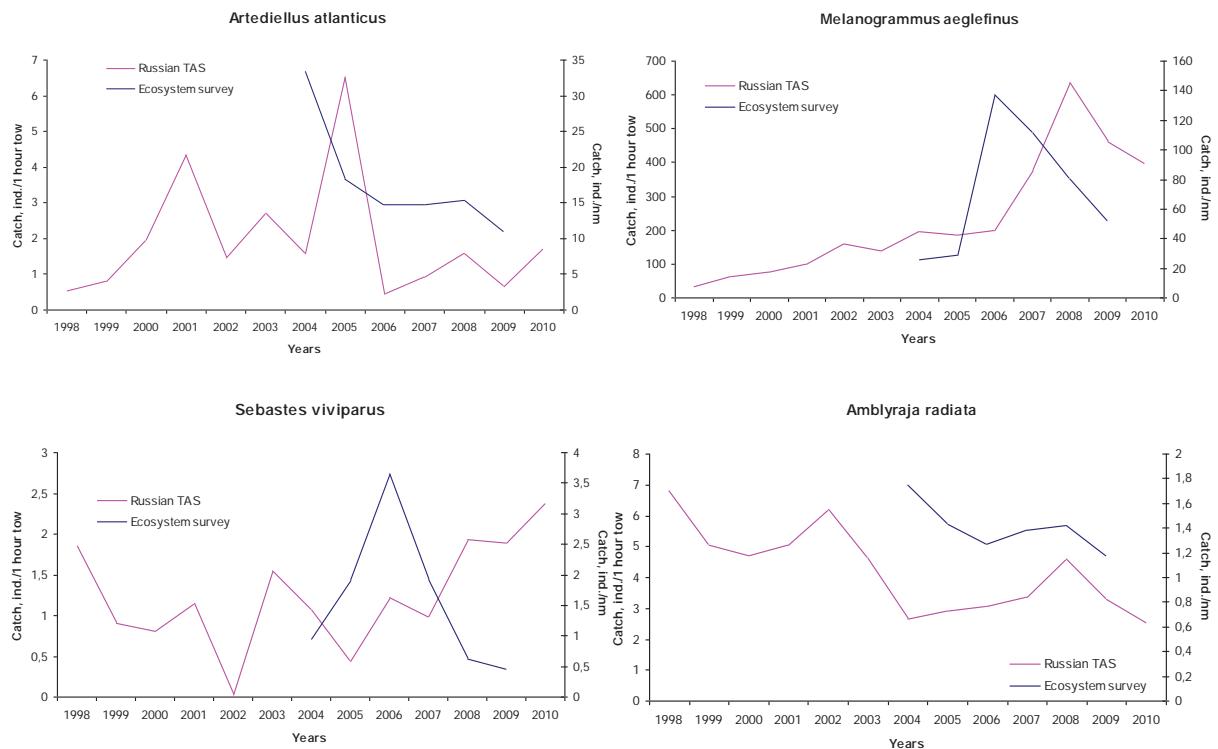 Artediellus atlanticus
Catch, ind./1 hour tow
7
6
5
4
3
2
1
0
Russian TAS
Ecosystem survey
35
30
25
20
15
10
5
0
Catch, ind./nm
1998 1999 2000 2001 2002 2003 2004 2005 2006 2007 2008 2009 2010
Years
Melanogrammus aeglefinus
Catch, ind./1 hour tow
700
600
500
400
300
200
100
0
Russian TAS
Ecosystem survey
160
140
120
100
80
60
40
20
0
Catch, ind./nm
1998 1999 2000 2001 2002 2003 2004 2005 2006 2007 2008 2009 2010
Years
Sebastes viviparus
Catch, ind./1 hour tow
3
2,5
2
1,5
1
0,5
0
Russian TAS
Ecosystem survey
4
3,5
3
2,5
2
1,5
1
0,5
0
Catch, ind./nm
1998 1999 2000 2001 2002 2003 2004 2005 2006 2007 2008 2009 2010
Years
Amblyraja radiata
Catch, ind./1 hour tow
8
7
6
5
4
3
2
1
0
Russian TAS
Ecosystem survey
2
1,8
1,6
1,4
1,2
1
0,8
0,6
0,4
0,2
0
Catch, ind./nm
1998 1999 2000 2001 2002 2003 2004 2005 2006 2007 2008 2009 2010
Years